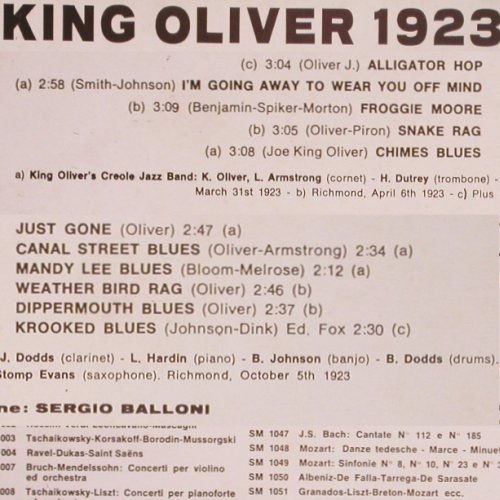 KING OLIVER 1923
(c) 3:04 (Oliver J.) ALLIGATOR HOP
(a) 2:58 (Smith-Johnson) I'M GOING AWAY TO WEAR YOU OFF MIND
(b) 3:09 (Benjamin-Spiker-Morton) FROGGIE MOORE
(b) 3:05 (Oliver-Piron) SNAKE RAG
(a) 3:08 (Joe King Oliver) CHIMES BLUES
a) King Oliver's Creole Jazz Band: K. Oliver, L. Armstrong (cornet) - H. Dutrey (trombone) -
March 31st 1923 - b) Richmond, April 6th 1923 - c) Plus
JUST GONE (Oliver) 2:47 (a)
CANAL STREET BLUES (Oliver-Armstrong) 2:34 (a)
MANDY LEE BLUES (Bloom-Melrose) 2:12 (a)
WEATHER BIRD RAG (Oliver) 2:46 (b)
DIPPERMOUTH BLUES (Oliver) 2:37 (b)
KROOKED BLUES (Johnson-Dink) Ed. Fox 2:30 (c)
J. Dodds (clarinet) - L. Hardin (piano) - B. Johnson (banjo) - B. Dodds (drums).
Stomp Evans (saxophone). Richmond, October 5th 1923
ne: SERGIO BALLONI
003 Tschaikowsky-Korsakoff-Borodin-Mussorgski
004 Ravel-Dukas-Saint Saëns
007 Bruch-Mendelssohn: Concerti per violino
ed orchestra
008 Tschaikowsky-Liszt: Concerti per pianoforte
SM 1047 J.S. Bach: Cantate N° 112 e N° 185
SM 1048 Mozart: Danze tedesche - Marce - Minuet
SM 1049 Mozart: Sinfonie N° 8, N° 10, N° 23 e N°
SM 1050 Albeniz-De Falla-Tarrega-De Sarasate
SM 1051 Granados-Liszt-Breton-Mozart ecc.